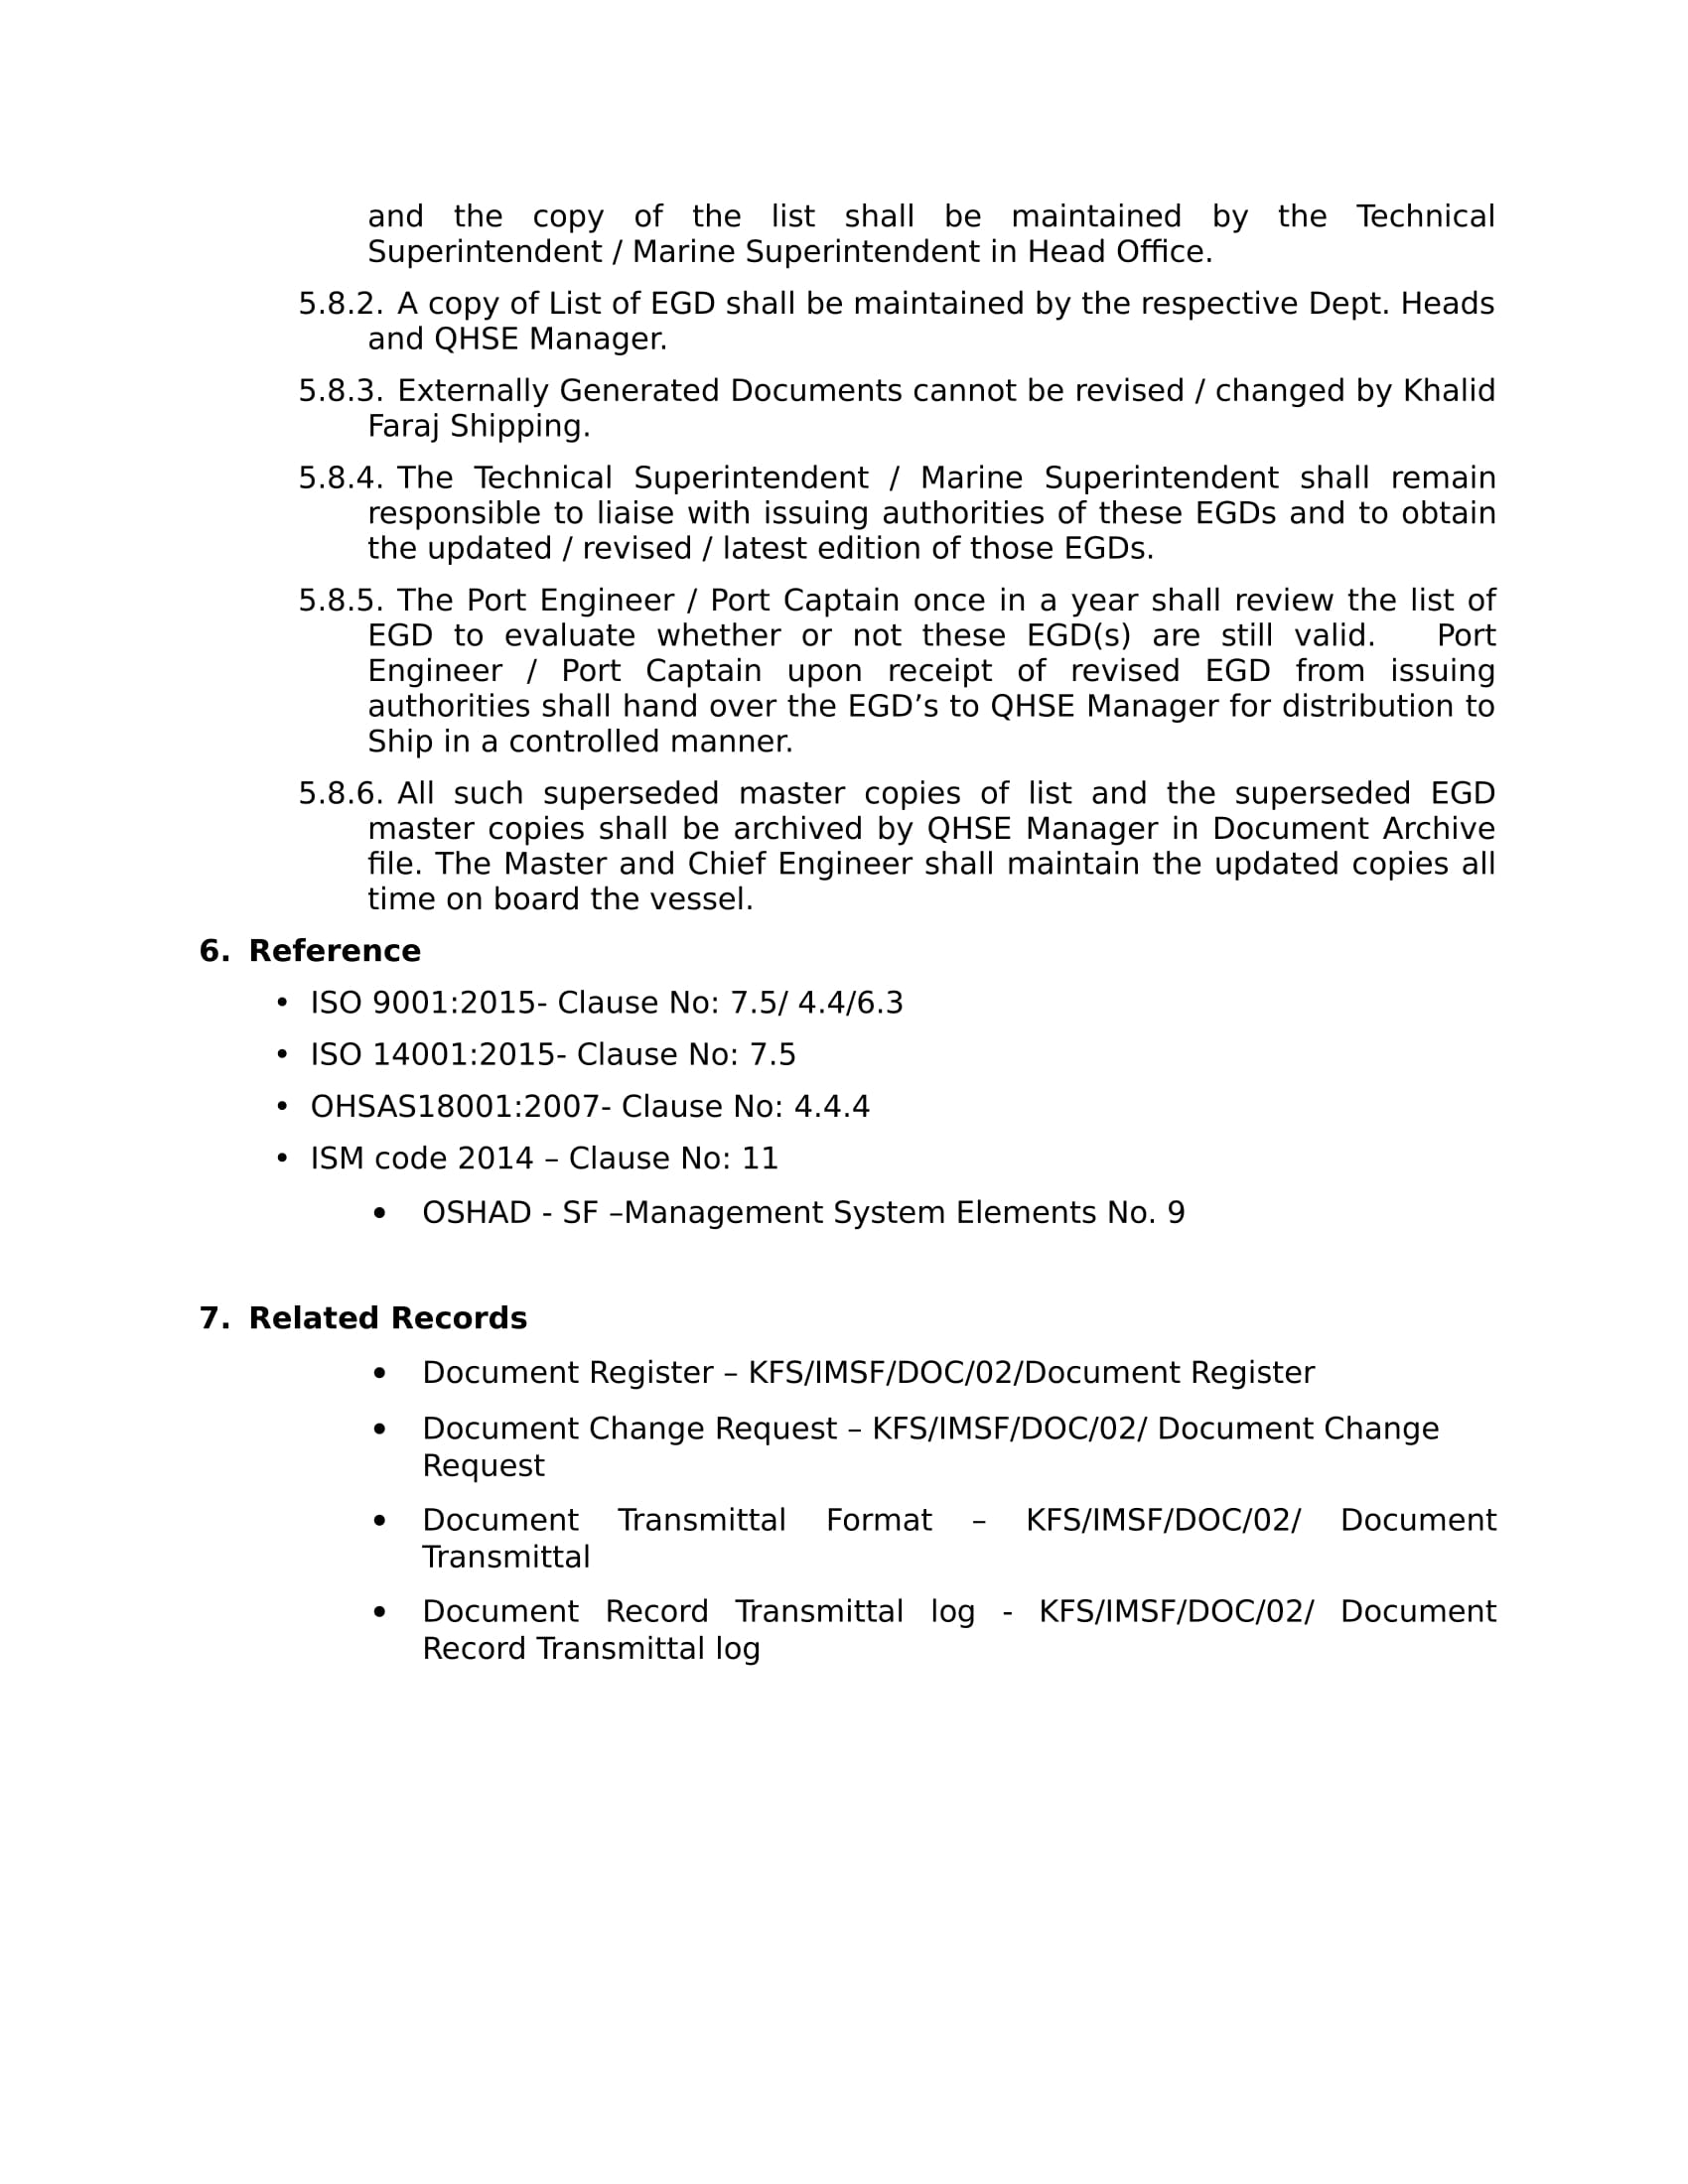 and the copy of the list shall be maintained by the Technical
Superintendent / Marine Superintendent in Head Office.
5.8.2. A copy of List of EGD shall be maintained by the respective Dept. Heads
and QHSE Manager.
5.8.3. Externally Generated Documents cannot be revised / changed by Khalid
Faraj Shipping.
5.8.4. The Technical Superintendent / Marine Superintendent shall remain
responsible to liaise with issuing authorities of these EGDs and to obtain
the updated / revised / latest edition of those EGDs.
5.8.5. The Port Engineer / Port Captain once in a year shall review the list of
EGD to evaluate whether or not these EGD(s) are still valid. Port
Engineer / Port Captain upon receipt of revised EGD from issuing
authorities shall hand over the EGD’s to QHSE Manager for distribution to
Ship in a controlled manner.
5.8.6. All such superseded master copies of list and the superseded EGD
master copies shall be archived by QHSE Manager in Document Archive
file. The Master and Chief Engineer shall maintain the updated copies all
time on board the vessel.
6. Reference
• ISO 9001:2015- Clause No: 7.5/ 4.4/6.3
• ISO 14001:2015- Clause No: 7.5
• OHSAS18001:2007- Clause No: 4.4.4
• ISM code 2014 – Clause No: 11
• OSHAD - SF –Management System Elements No. 9
7. Related Records
• Document Register – KFS/IMSF/DOC/02/Document Register
• Document Change Request – KFS/IMSF/DOC/02/ Document Change
Request
• Document Transmittal Format – KFS/IMSF/DOC/02/ Document
Transmittal
• Document Record Transmittal log - KFS/IMSF/DOC/02/ Document
Record Transmittal log